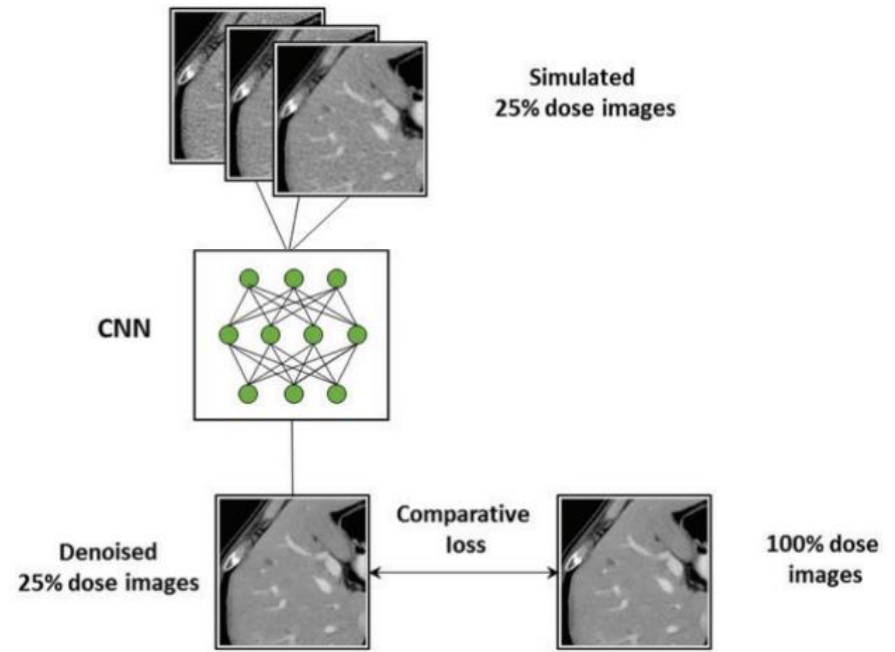 Simulated
25% dose images
CNN
Comparative
loss
Denoised
25% dose images
100% dose
images